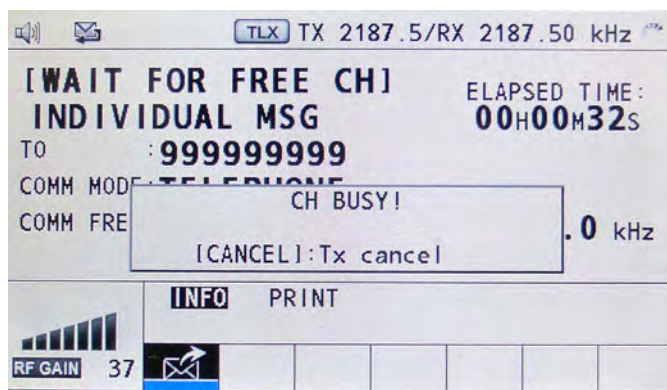 TLX TX 2187.5/RX 2187.50 kHz
[WAIT FOR FREE CH]
INDIVIDUAL MSG
ELAPSED TIME:
00H00M32S
TO :999999999
COMM MODE:TELEPHONE
CH BUSY!
COMM FRE .0 kHz
[CANCEL]:Tx cancel
INFO PRINT
RF GAIN 37